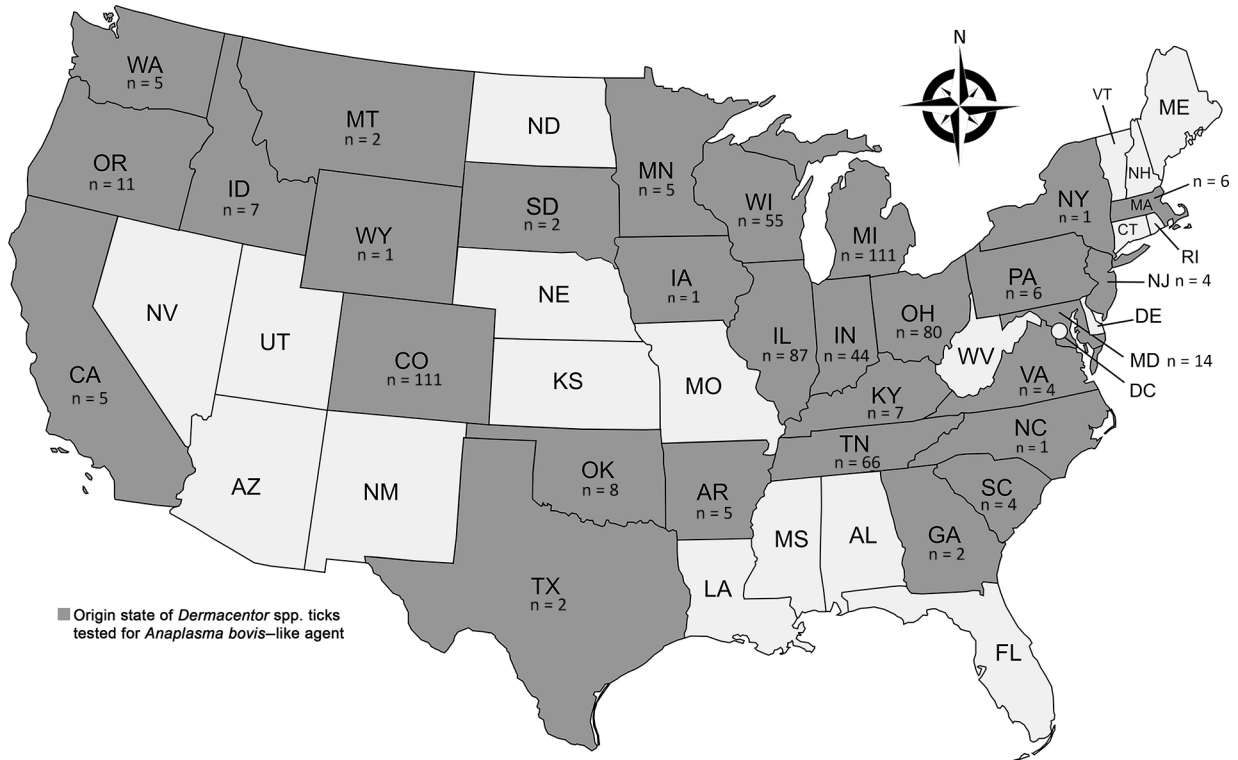 N
WA
n = 5
MT
n = 2
ND
MN
n = 5
VT
ME
OR
n = 11
ID
n = 7
SD
n = 2
WI
n = 55
MI
n = 111
NY
n = 1
NH
MA
n = 6
CT
RI
WY
n = 1
NE
IA
n = 1
PA
n = 6
NJ n = 4
NV
UT
CO
n = 111
KS
MO
IL
n = 87
IN
n = 44
OH
n = 80
WV
DE
MD n = 14
DC
CA
n = 5
VA
n = 4
KY
n = 7
NC
n = 1
TN
n = 66
AZ
NM
OK
n = 8
AR
n = 5
SC
n = 4
MS
AL
GA
n = 2
TX
n = 2
LA
FL
Origin state of Dermacentor spp. ticks
tested for Anaplasma bovis–like agent